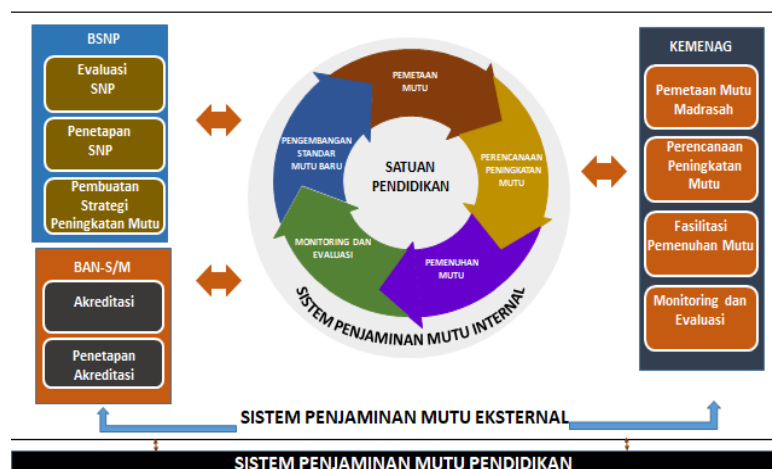 BSNP
Evaluasi
SNP
Penetapan
SNP
Pembuatan
Strategi
Peningkatan Mutu
BAN-S/M
Akreditasi
Penetapan
Akreditasi
PEMETAAN
MUTU
PERENCANAAN
PENINGKATAN
MUTU
PEMENUHAN
MUTU
MONITORING DAN
EVALUASI
PENGEMBANGAN
STANDAR
MUTU BARU
SATUAN
PENDIDIKAN
SISTEM PENJAMINAN MUTU INTERNAL
KEMENAG
Pemetaan Mutu
Madrasah
Perencanaan
Peningkatan
Mutu
Fasilitasi
Pemenuhan Mutu
Monitoring dan
Evaluasi
SISTEM PENJAMINAN MUTU EKSTERNAL
SISTEM PENJAMINAN MUTU PENDIDIKAN